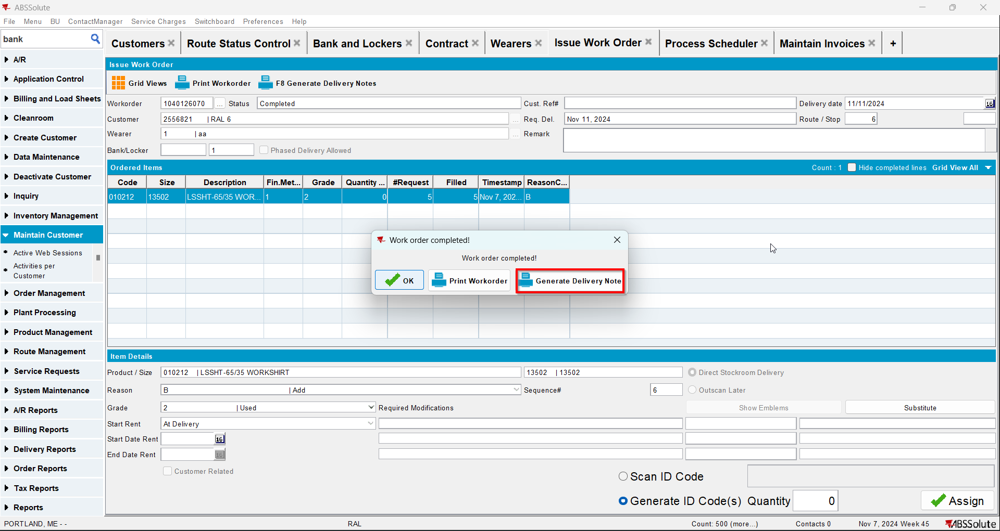 ABSSolute
File Menu BU ContactManager Service Charges Switchboard Preferences Help
bank
Customers Route Status Control Bank and Lockers Contract Wearers Issue Work Order Process Scheduler Maintain Invoices +
A/R
Application Control
Billing and Load Sheets
Cleanroom
Create Customer
Data Maintenance
Deactivate Customer
Inquiry
Inventory Management
Maintain Customer
Active Web Sessions
Activities per
Customer
Order Management
Plant Processing
Product Management
Route Management
Service Requests
System Maintenance
A/R Reports
Billing Reports
Delivery Reports
Order Reports
Tax Reports
Reports
Issue Work Order
Grid Views Print Workorder F8 Generate Delivery Notes
Workorder 1040126070 ... Status Completed Cust. Ref# Delivery date 11/11/2024 16
Customer 2556821 | RAL 6 ... Req. Del. Nov 11, 2024 Route / Stop 6
Wearer 1 | aa ... Remark
Bank/Locker 1 Phased Delivery Allowed
Ordered Items Count : 1 Hide completed lines Grid View All
Code Size Description Fin.Met... Grade Quantity ... #Request Filled Timestamp ReasonC...
010212 13502 LSSHT-65/35 WOR... 1 2 0 5 5 Nov 7, 202... B
Work order completed!
Work order completed!
OK Print Workorder Generate Delivery Note
Item Details
Product / Size 010212 | LSSHT-65/35 WORKSHIRT 13502 | 13502 Direct Stockroom Delivery
Reason B | Add Sequence# 6 Outscan Later
Grade 2 | Used Required Modifications Show Emblems Substitute
Start Rent At Delivery
Start Date Rent 16
End Date Rent 16
Customer Related
Scan ID Code
Generate ID Code(s) Quantity 0 Assign
PORTLAND, ME - - RAL Count: 500 (more...) Contacts 0 Nov 7, 2024 Week 45 ABSSolute